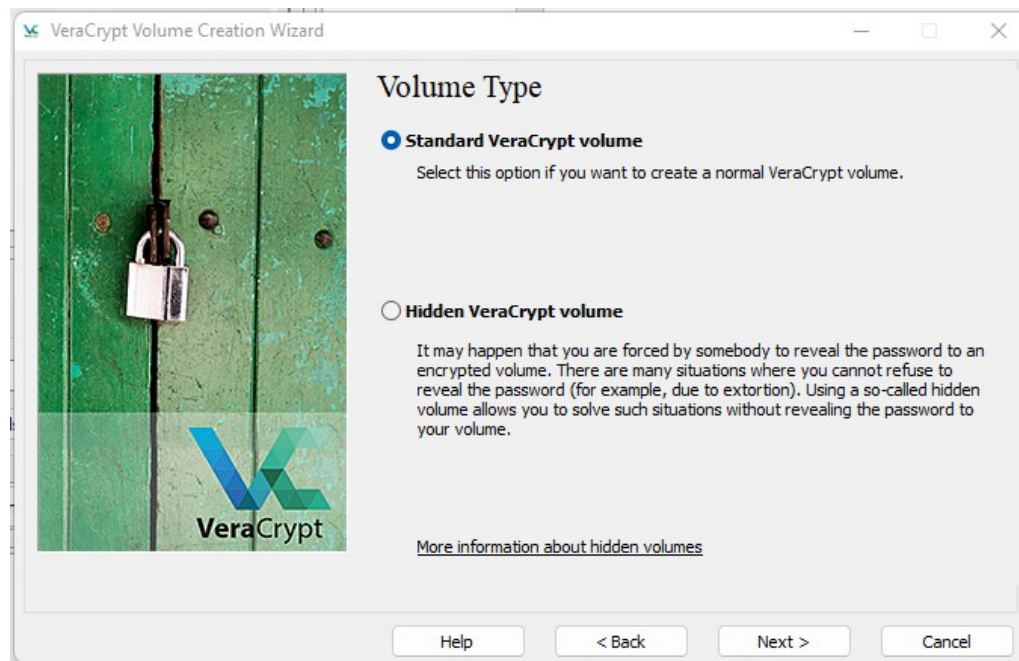 VeraCrypt Volume Creation Wizard
Volume Type
Standard VeraCrypt volume
Select this option if you want to create a normal VeraCrypt volume.
Hidden VeraCrypt volume
It may happen that you are forced by somebody to reveal the password to an
encrypted volume. There are many situations where you cannot refuse to
reveal the password (for example, due to extortion). Using a so-called hidden
volume allows you to solve such situations without revealing the password to
your volume.
VeraCrypt
More information about hidden volumes
Help
< Back
Next >
Cancel